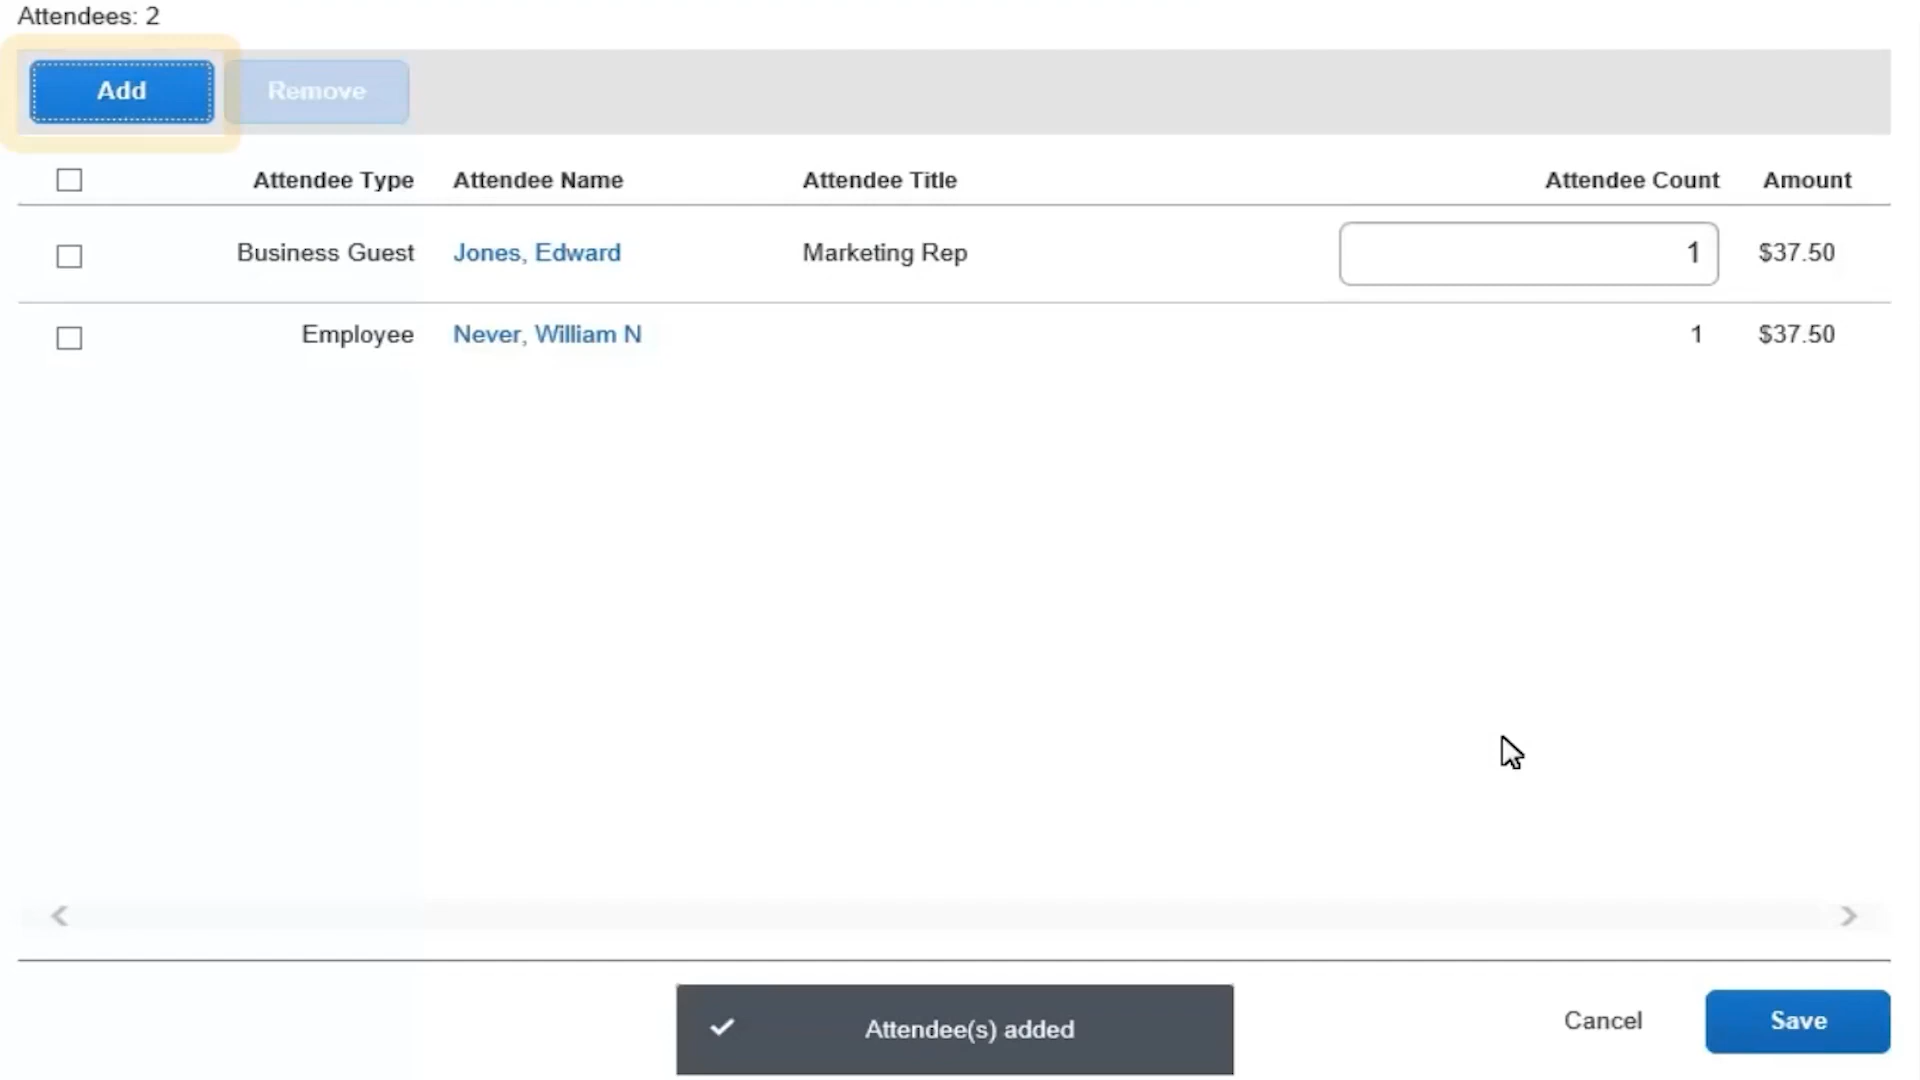 Attendees: 2
Add Remove
Attendee Type Attendee Name Attendee Title Attendee Count Amount
Business Guest Jones, Edward Marketing Rep 1 $37.50
Employee Never, William N 1 $37.50
Attendee(s) added Cancel Save